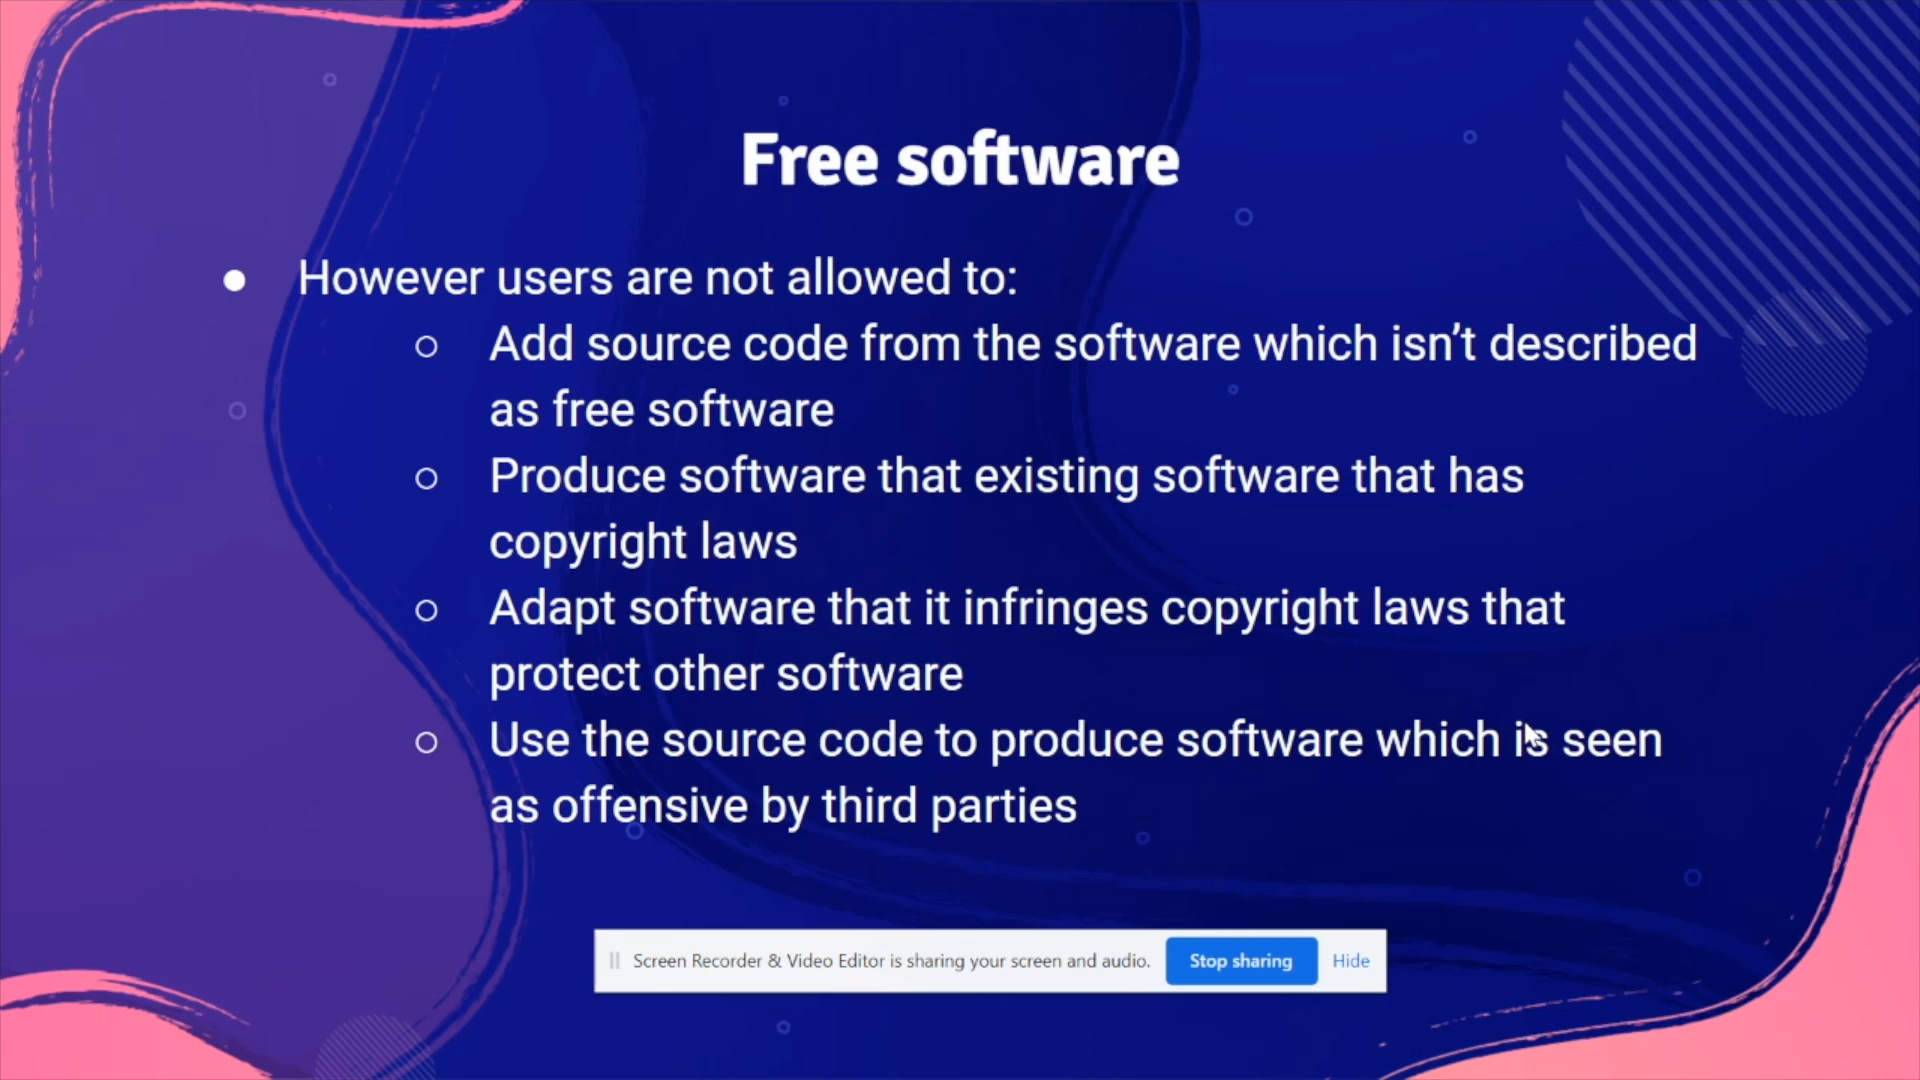 Free software
However users are not allowed to:
Add source code from the software which isn’t described
as free software
Produce software that existing software that has
copyright laws
Adapt software that it infringes copyright laws that
protect other software
Use the source code to produce software which is seen
as offensive by third parties
Screen Recorder & Video Editor is sharing your screen and audio. Stop sharing Hide